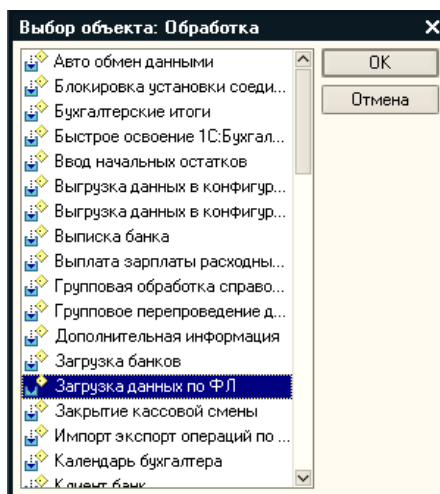 Выбор объекта: Обработка
Авто обмен данными
Блокировка установки соеди...
Бухгалтерские итоги
Быстрое освоение 1С:Бухгал...
Ввод начальных остатков
Выгрузка данных в конфигур...
Выгрузка данных в конфигур...
Выписка банка
Выплата зарплаты расходны...
Групповая обработка справо...
Групповое перепроведение д...
Дополнительная информация
Загрузка банков
Загрузка данных по ФЛ
Закрытие кассовой смены
Импорт экспорт операций по ...
Календарь бухгалтера
Клиент банк
OK
Отмена